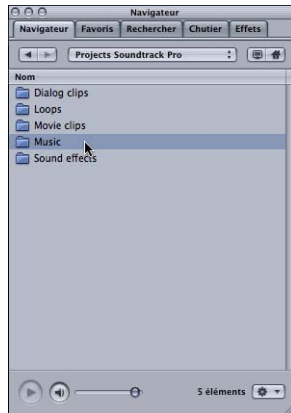 Navigateur
Navigateur Favoris Rechercher Chutier Effets
Projects Soundtrack Pro
Nom
Dialog clips
Loops
Movie clips
Music
Sound effects
5 éléments